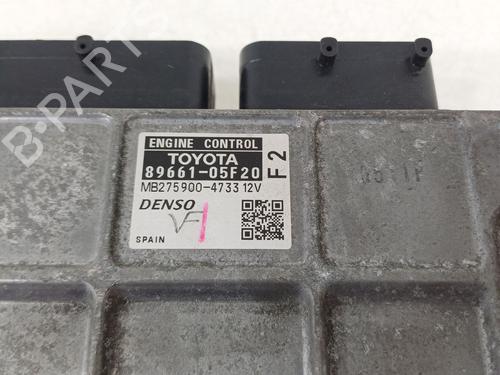 B-PARTS
ENGINE CONTROL
TOYOTA
89661-05F20
F2
MB275900-4733 12V
DENSO
SPAIN